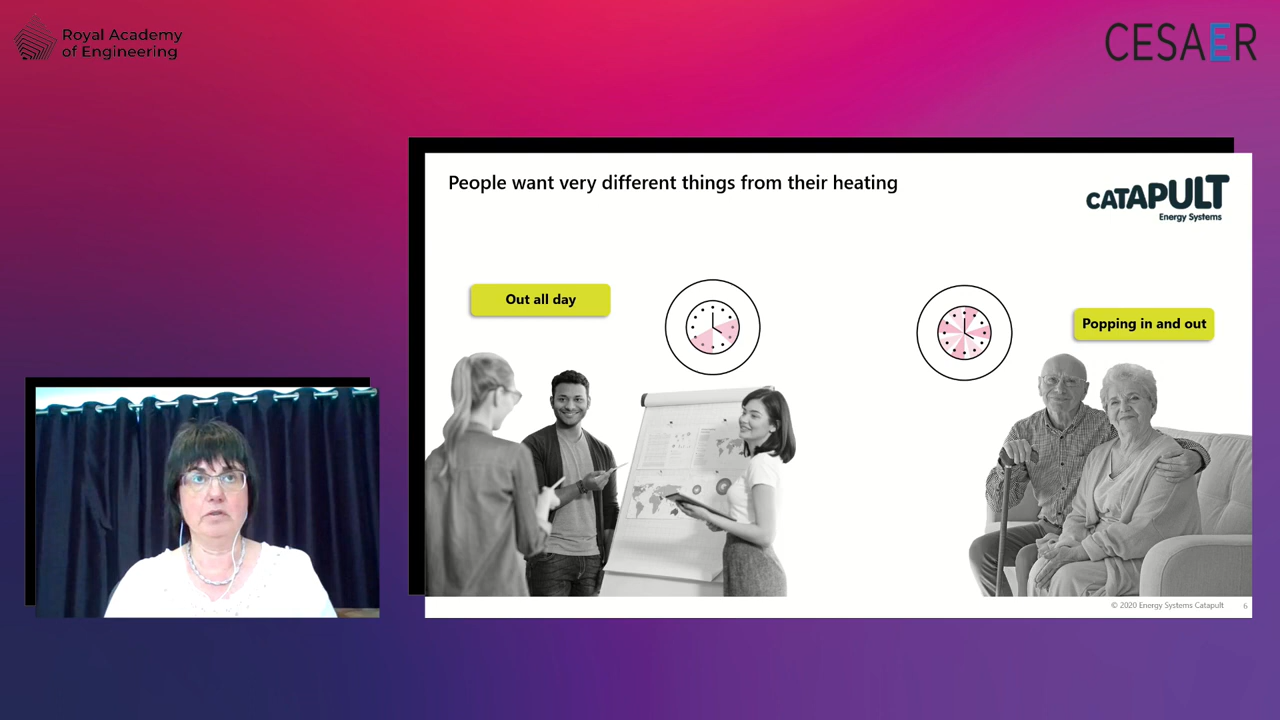 Royal Academy
of Engineering
CESAER
People want very different things from their heating
CATAPULT
Energy Systems
Out all day
Popping in and out
© 2020 Energy Systems Catapult
6